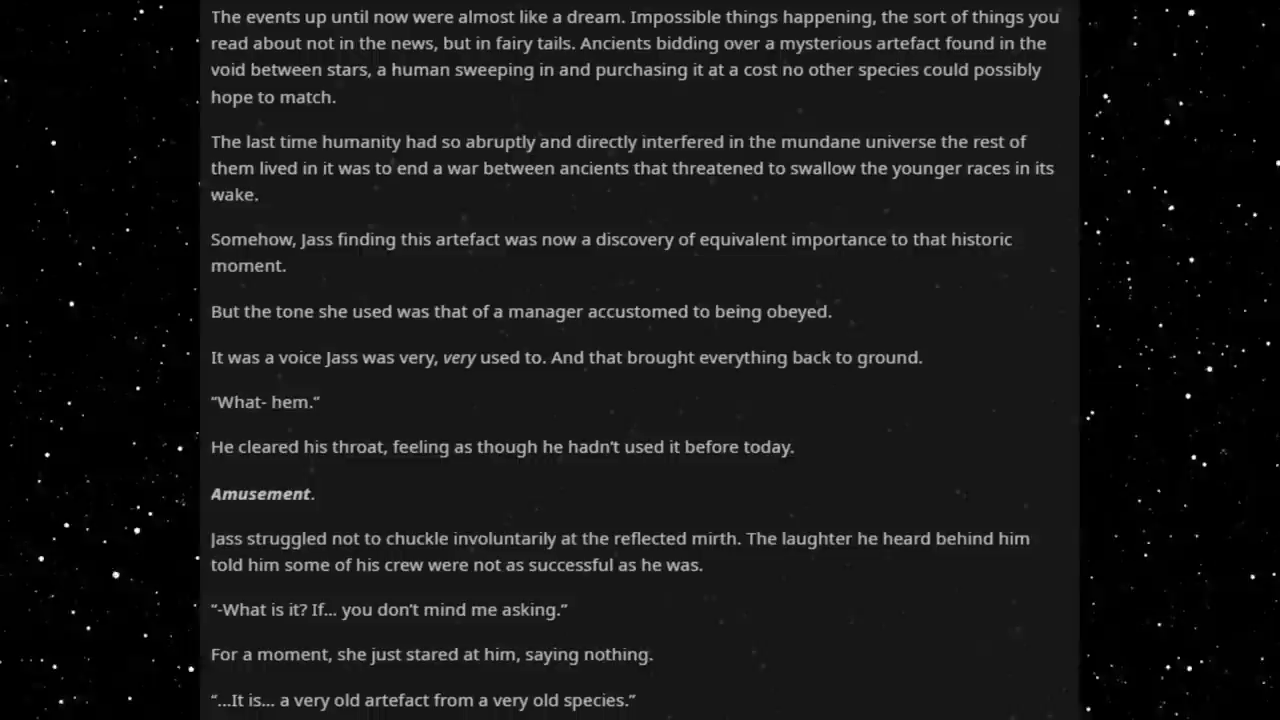 The events up until now were almost like a dream. Impossible things happening, the sort of things you
read about not in the news, but in fairy tails. Ancients bidding over a mysterious artefact found in the
void between stars, a human sweeping in and purchasing it at a cost no other species could possibly
hope to match.
The last time humanity had so abruptly and directly interfered in the mundane universe the rest of
them lived in it was to end a war between ancients that threatened to swallow the younger races in its
wake.
Somehow, Jass finding this artefact was now a discovery of equivalent importance to that historic
moment.
But the tone she used was that of a manager accustomed to being obeyed.
It was a voice Jass was very, very used to. And that brought everything back to ground.
“What- hem.”
He cleared his throat, feeling as though he hadn’t used it before today.
Amusement.
Jass struggled not to chuckle involuntarily at the reflected mirth. The laughter he heard behind him
told him some of his crew were not as successful as he was.
“-What is it? If... you don’t mind me asking.”
For a moment, she just stared at him, saying nothing.
“...It is... a very old artefact from a very old species.”